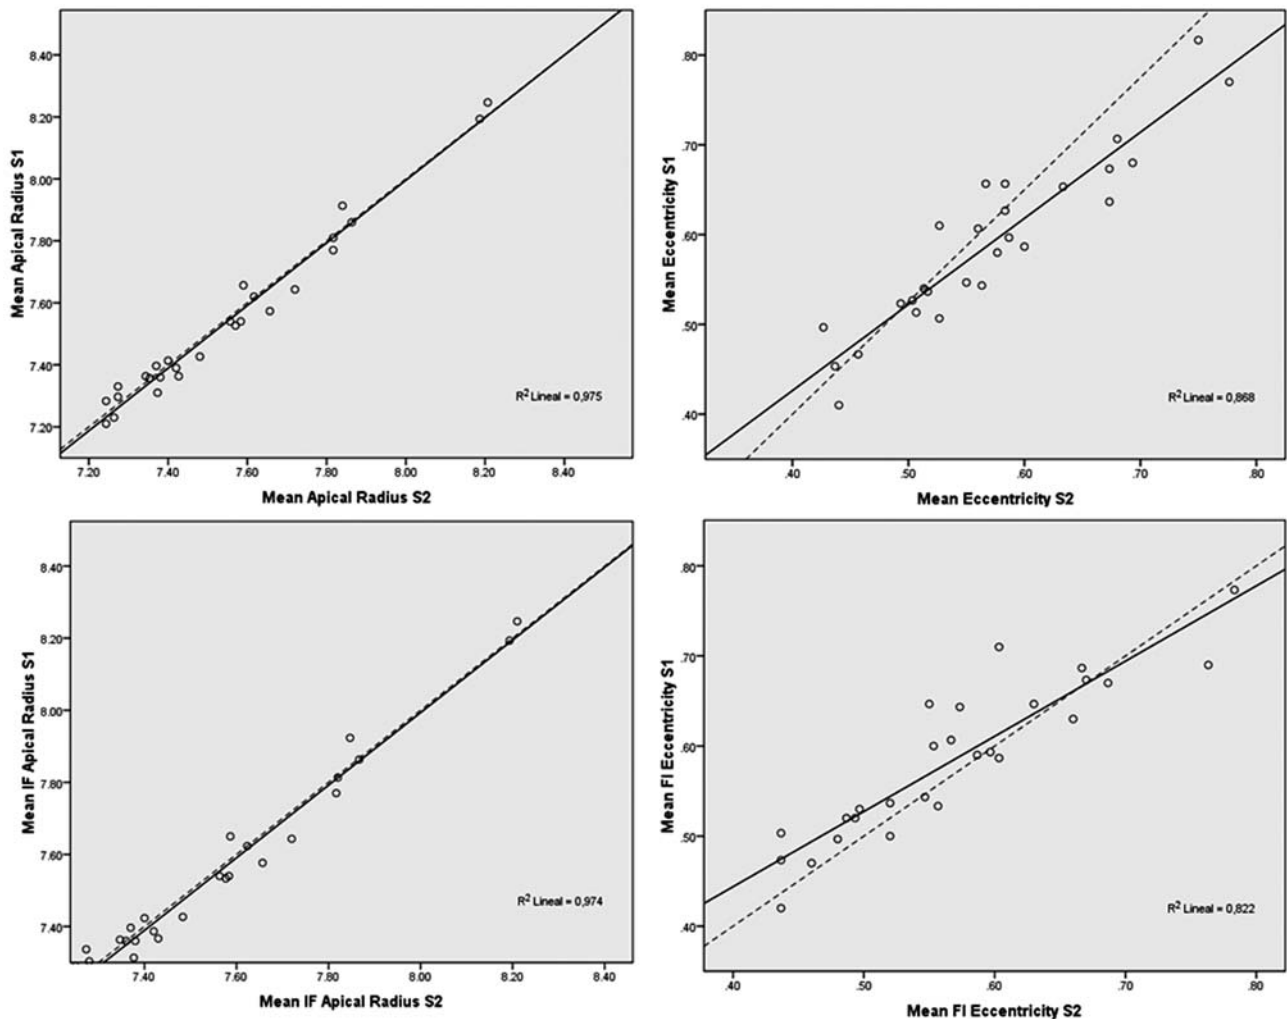 8.40
8.20
8.00
7.80
7.60
7.40
7.20
Mean Apical Radius S1
R² Lineal = 0,975
7.20 7.40 7.60 7.80 8.00 8.20 8.40
Mean Apical Radius S2
.80
.70
.60
.50
.40
Mean Eccentricity S1
R² Lineal = 0,868
.40 .50 .60 .70 .80
Mean Eccentricity S2
8.40
8.20
8.00
7.80
7.60
7.40
Mean IF Apical Radius S1
R² Lineal = 0,974
7.40 7.60 7.80 8.00 8.20 8.40
Mean IF Apical Radius S2
.80
.70
.60
.50
.40
Mean FI Eccentricity S1
R² Lineal = 0,822
.40 .50 .60 .70 .80
Mean FI Eccentricity S2